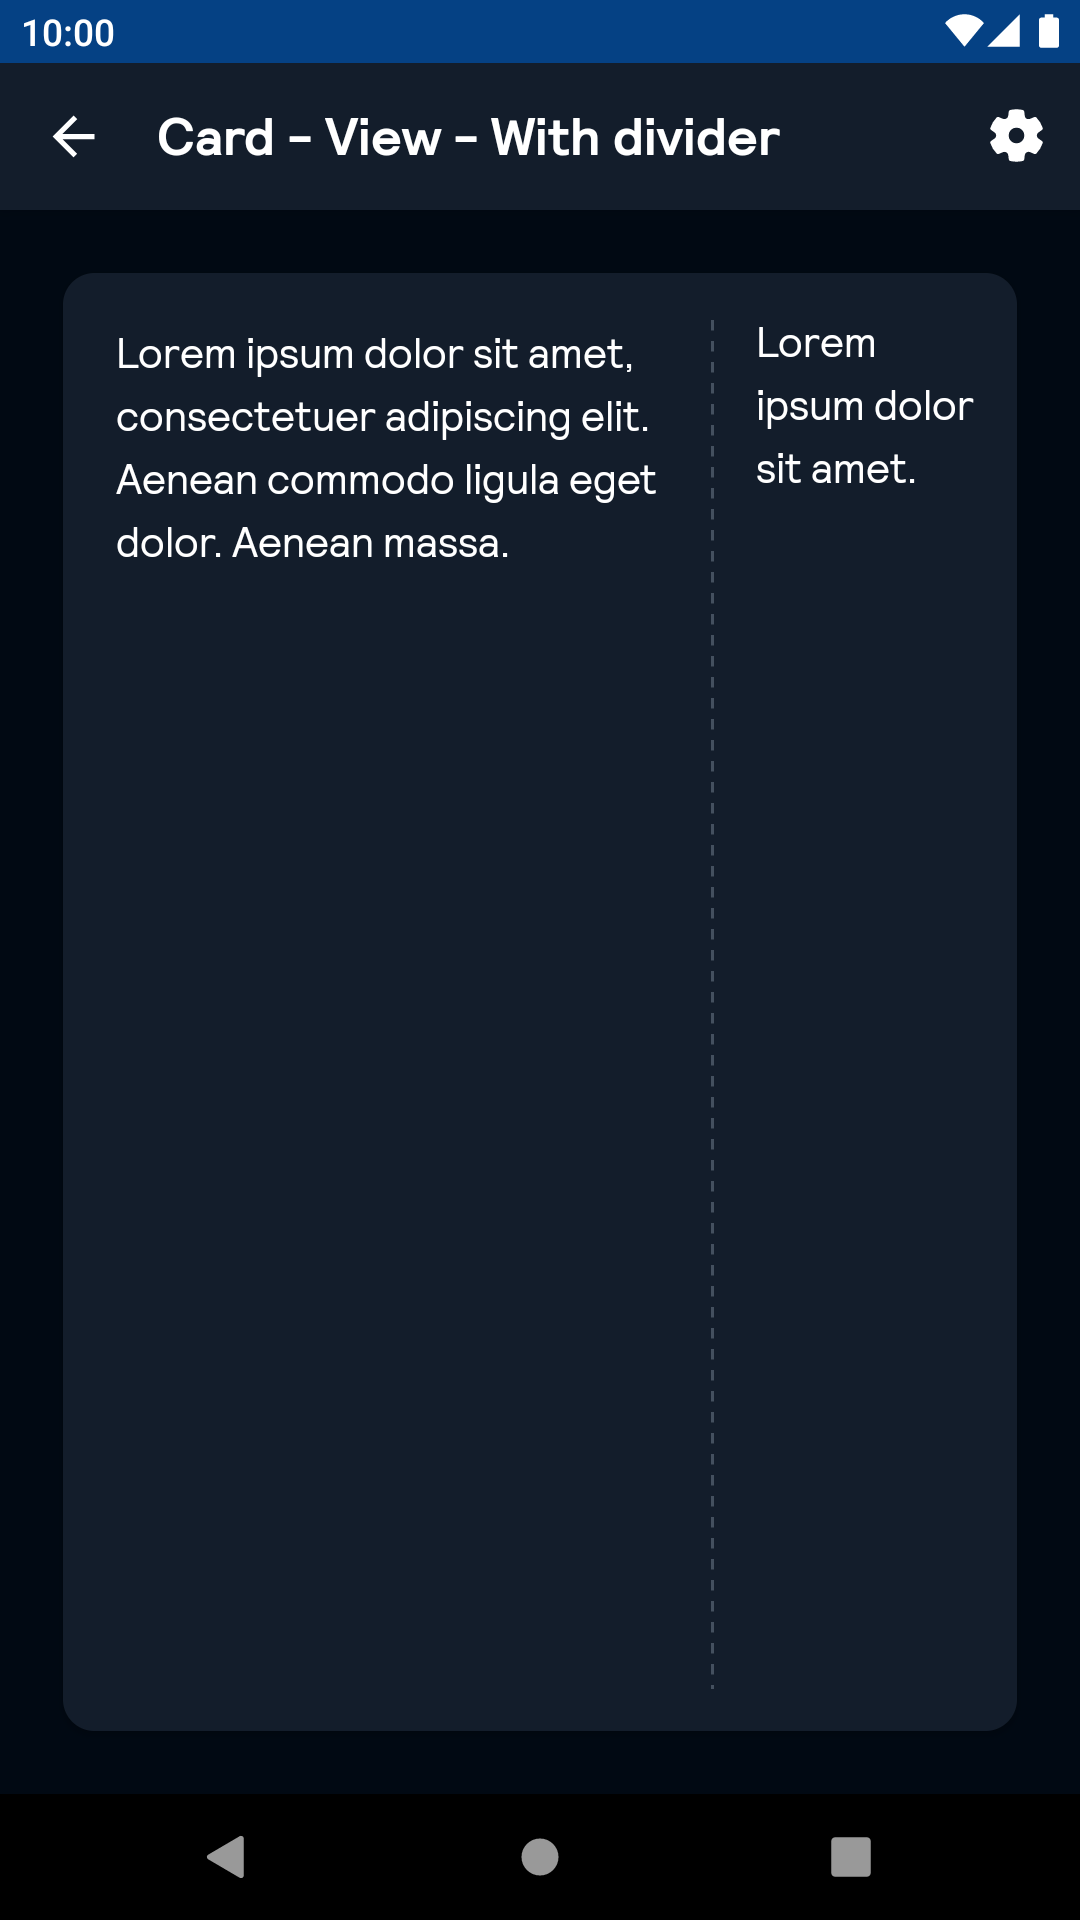 10:00
Card - View - With divider
Lorem ipsum dolor sit amet,
consectetuer adipiscing elit.
Aenean commodo ligula eget
dolor. Aenean massa.
Lorem
ipsum dolor
sit amet.